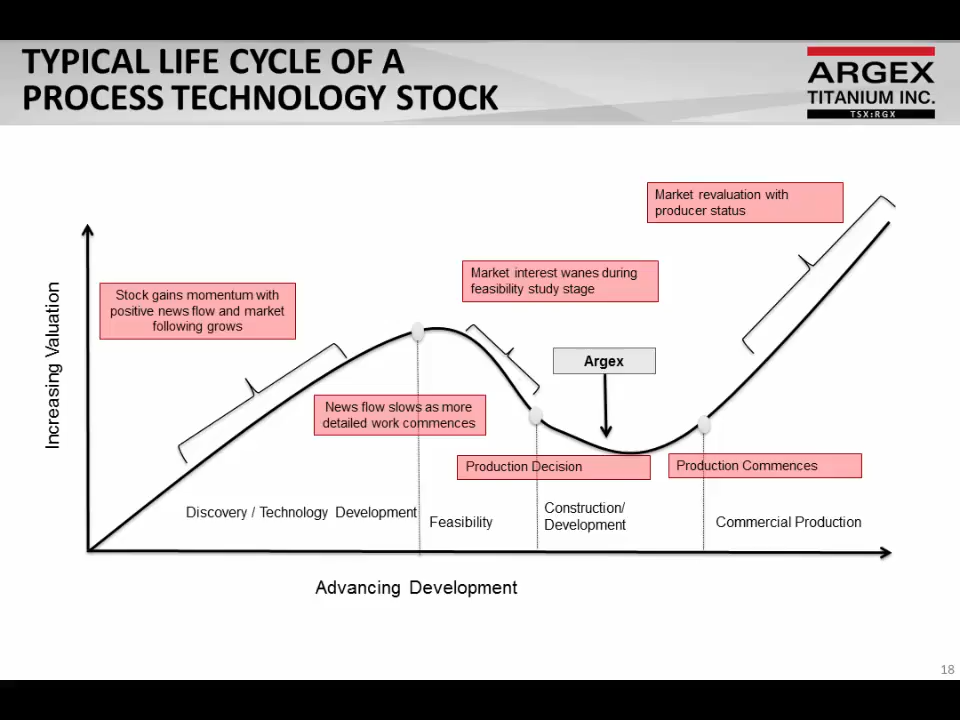 TYPICAL LIFE CYCLE OF A
PROCESS TECHNOLOGY STOCK
ARGEX
TITANIUM INC.
TSX:RGX
Market revaluation with
producer status
Market interest wanes during
feasibility study stage
Stock gains momentum with
positive news flow and market
following grows
Increasing Valuation
Argex
News flow slows as more
detailed work commences
Production Decision
Production Commences
Discovery / Technology Development
Feasibility
Construction/
Development
Commercial Production
Advancing Development
18